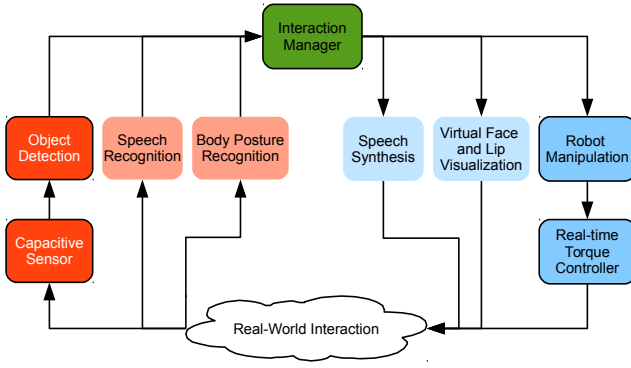 Interaction
Manager
Object
Detection
Speech
Recognition
Body Posture
Recognition
Speech
Synthesis
Virtual Face
and Lip
Visualization
Robot
Manipulation
Capacitive
Sensor
Real-time
Torque
Controller
Real-World Interaction